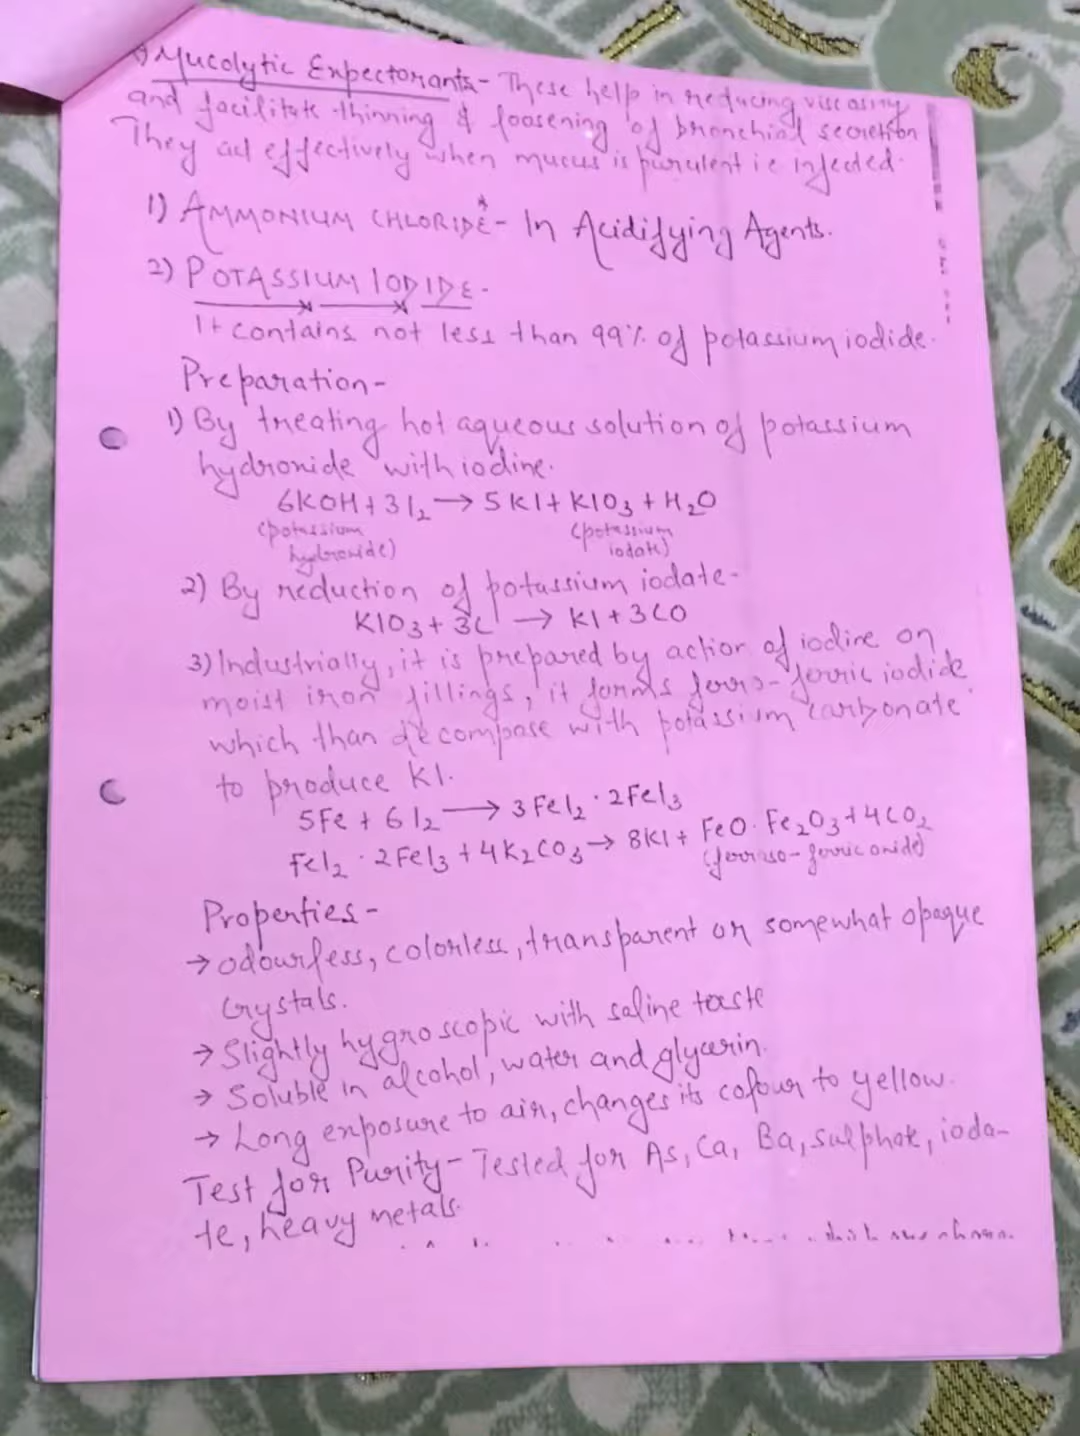 Mucolytic Expectorants - These help in reducing viscosity
and facilitate thinning & loosening of bronchial secretion
They act effectively when mucus is purulent i.e infected.
1) AMMONIUM CHLORIDE* - In Acidifying Agents.
2) POTASSIUM IODIDE -
It contains not less than 99% of potassium iodide.
Preparation -
1) By treating hot aqueous solution of potassium
hydroxide with iodine.
6KOH + 3I₂ → 5KI + KIO₃ + H₂O
(potassium hydroxide) (potassium iodate)
2) By reduction of potassium iodate -
KIO₃ + 3C → KI + 3CO
3) Industrially, it is prepared by action of iodine on
moist iron fillings, it forms ferro-ferric iodide
which than decompose with potassium carbonate
to produce KI.
5Fe + 6I₂ → 3FeI₂ · 2FeI₃
FeI₂ · 2FeI₃ + 4K₂CO₃ → 8KI + FeO · Fe₂O₃ + 4CO₂
(ferroso-ferric oxide)
Properties -
→ odourless, colorless, transparent or somewhat opaque
crystals.
→ Slightly hygroscopic with saline taste
→ Soluble in alcohol, water and glycerin.
→ Long exposure to air, changes its colour to yellow.
Test for Purity - Tested for As, Ca, Ba, sulphate, ioda-
te, heavy metals.